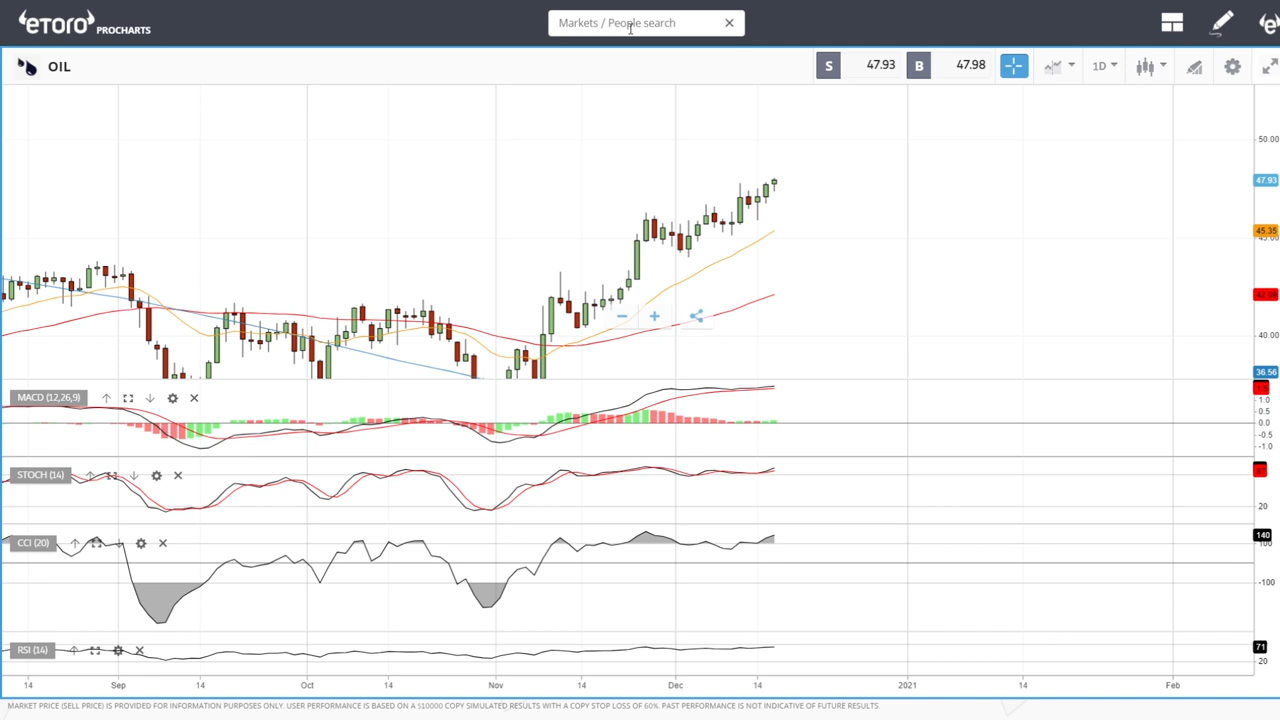 eToro PROCHARTS
Markets / People search
OIL
S 47.93 B 47.98
1D
50.00
47.93
45.35
40.00
36.56
MACD (12,26,9)
1.0
0.5
0.0
-0.5
-1.0
STOCH (14)
20
CCI (20)
140
100
-100
RSI (14)
71
20
14 Sep 14 Oct 14 Nov 14 Dec 14 2021 14 Feb
MARKET PRICE (SELL PRICE) IS PROVIDED FOR INFORMATION PURPOSES ONLY. USER PERFORMANCE IS BASED ON A $10000 COPY SIMULATED RESULTS WITH A COPY STOP LOSS OF 60%. PAST PERFORMANCE IS NOT INDICATIVE OF FUTURE RESULTS.